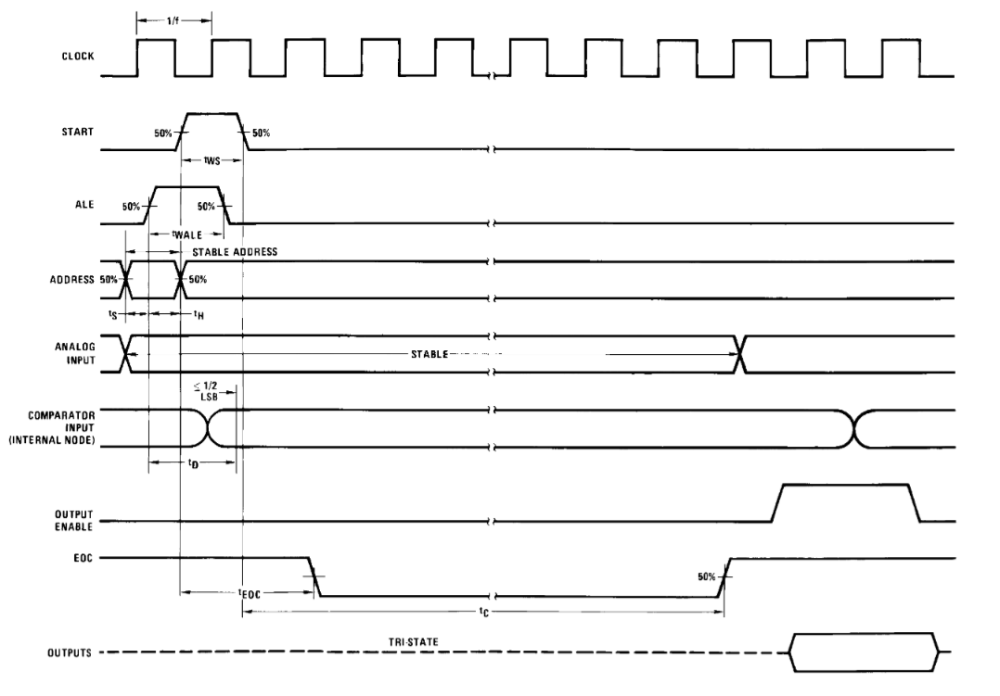 1/f
CLOCK
START
50%
50%
tWS
ALE
50%
50%
tWALE
STABLE ADDRESS
ADDRESS
50%
50%
tS
tH
ANALOG
INPUT
STABLE
≤ 1/2
LSB
COMPARATOR
INPUT
(INTERNAL NODE)
tD
OUTPUT
ENABLE
EOC
50%
tEOC
tC
TRI-STATE
OUTPUTS